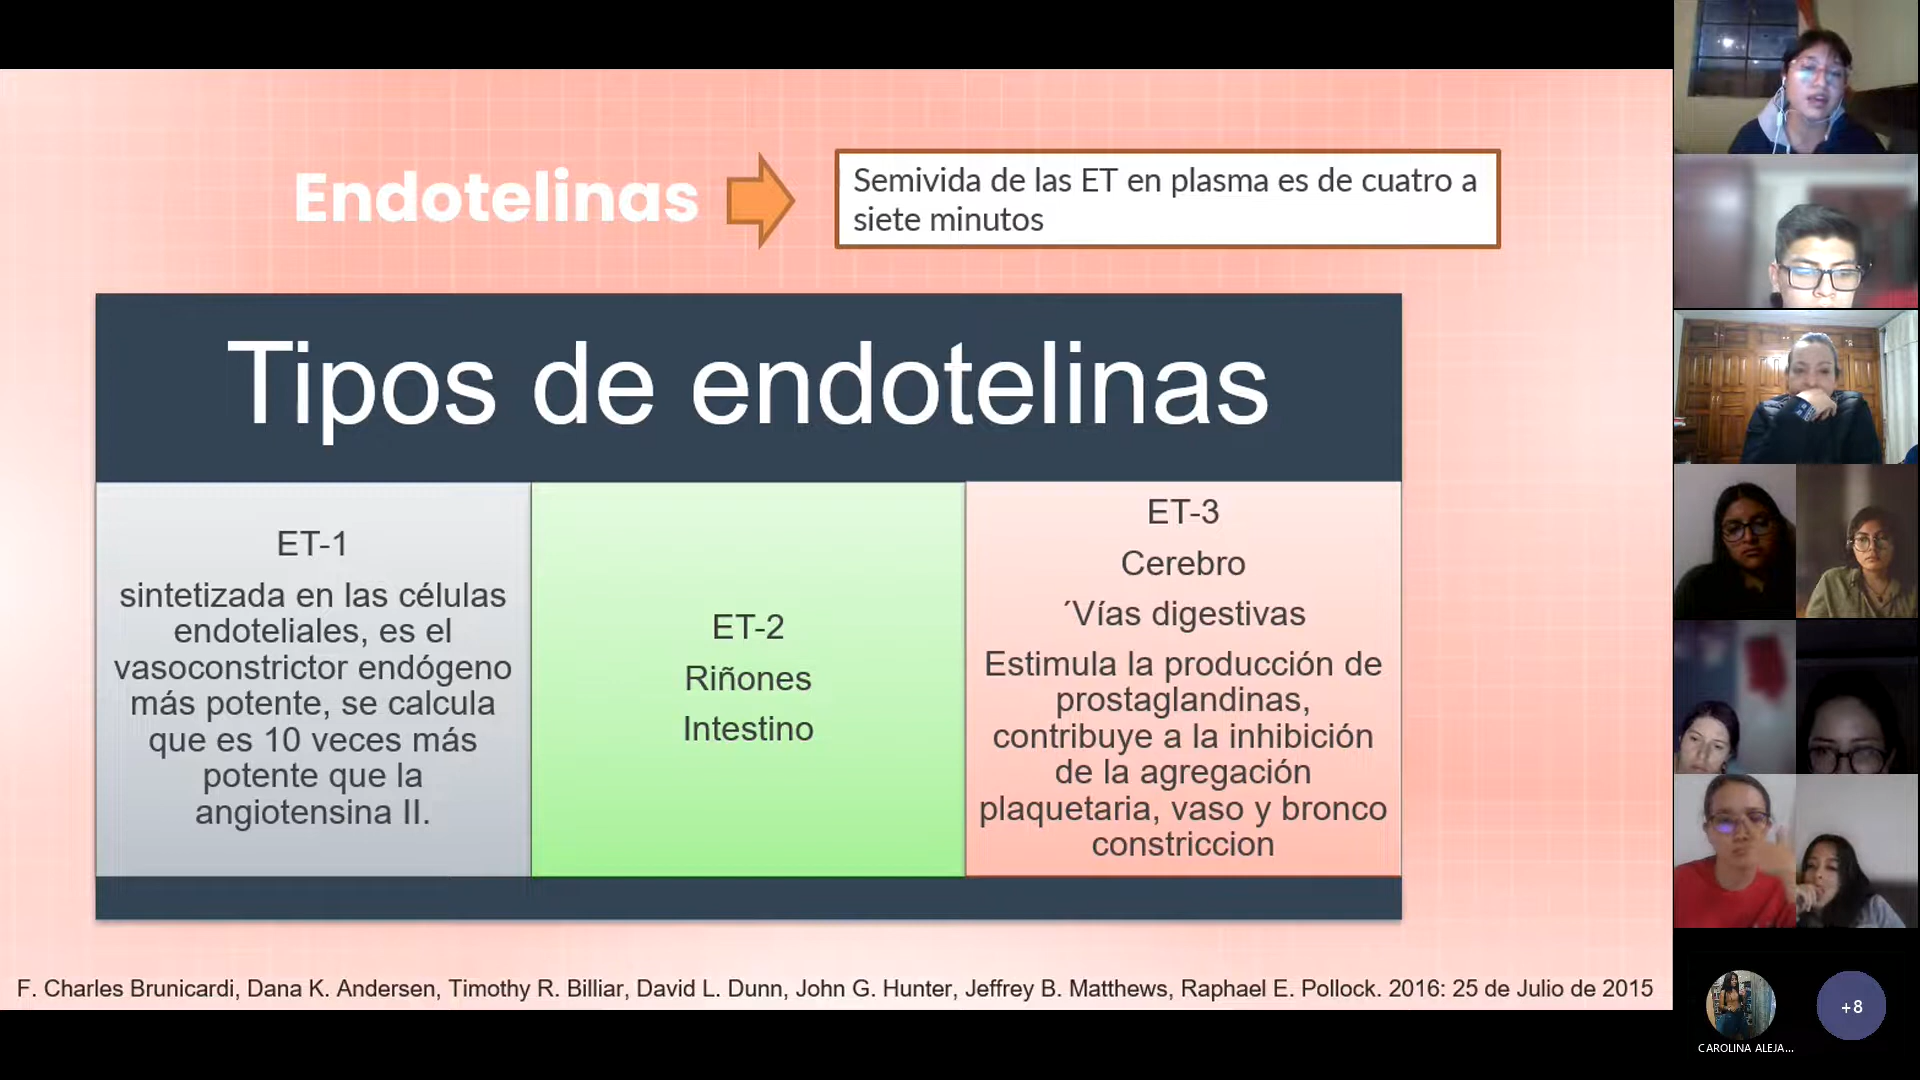 Endotelinas
Semivida de las ET en plasma es de cuatro a
siete minutos
Tipos de endotelinas
ET-1
sintetizada en las células
endoteliales, es el
vasoconstrictor endógeno
más potente, se calcula
que es 10 veces más
potente que la
angiotensina II.
ET-2
Riñones
Intestino
ET-3
Cerebro
´Vías digestivas
Estimula la producción de
prostaglandinas,
contribuye a la inhibición
de la agregación
plaquetaria, vaso y bronco
constriccion
F. Charles Brunicardi, Dana K. Andersen, Timothy R. Billiar, David L. Dunn, John G. Hunter, Jeffrey B. Matthews, Raphael E. Pollock. 2016: 25 de Julio de 2015
+8
CAROLINA ALEJA...